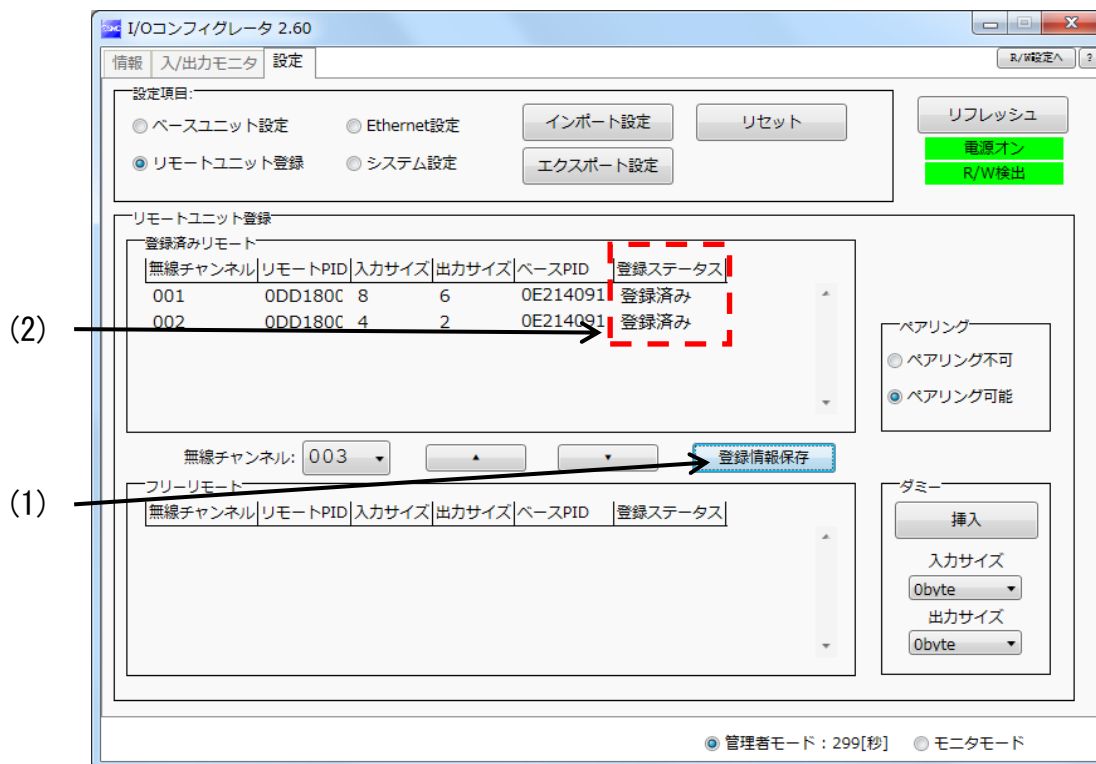 I/Oコンフィグレータ 2.60
情報 入/出力モニタ 設定 R/W設定へ ?
設定項目:
ベースユニット設定 Ethernet設定 インポート設定 リセット リフレッシュ
リモートユニット登録 システム設定 エクスポート設定 電源オン
R/W検出
リモートユニット登録
登録済みリモート
無線チャンネル リモートPID 入力サイズ 出力サイズ ベースPID 登録ステータス
001 0DD1800 8 6 0E214091 登録済み
002 0DD1800 4 2 0E214091 登録済み
(2)
ペアリング
ペアリング不可
ペアリング可能
無線チャンネル: 003 ▲ ▼ 登録情報保存
(1)
フリーリモート ダミー
無線チャンネル リモートPID 入力サイズ 出力サイズ ベースPID 登録ステータス
挿入
入力サイズ
0byte
出力サイズ
0byte
管理者モード：299[秒] モニタモード